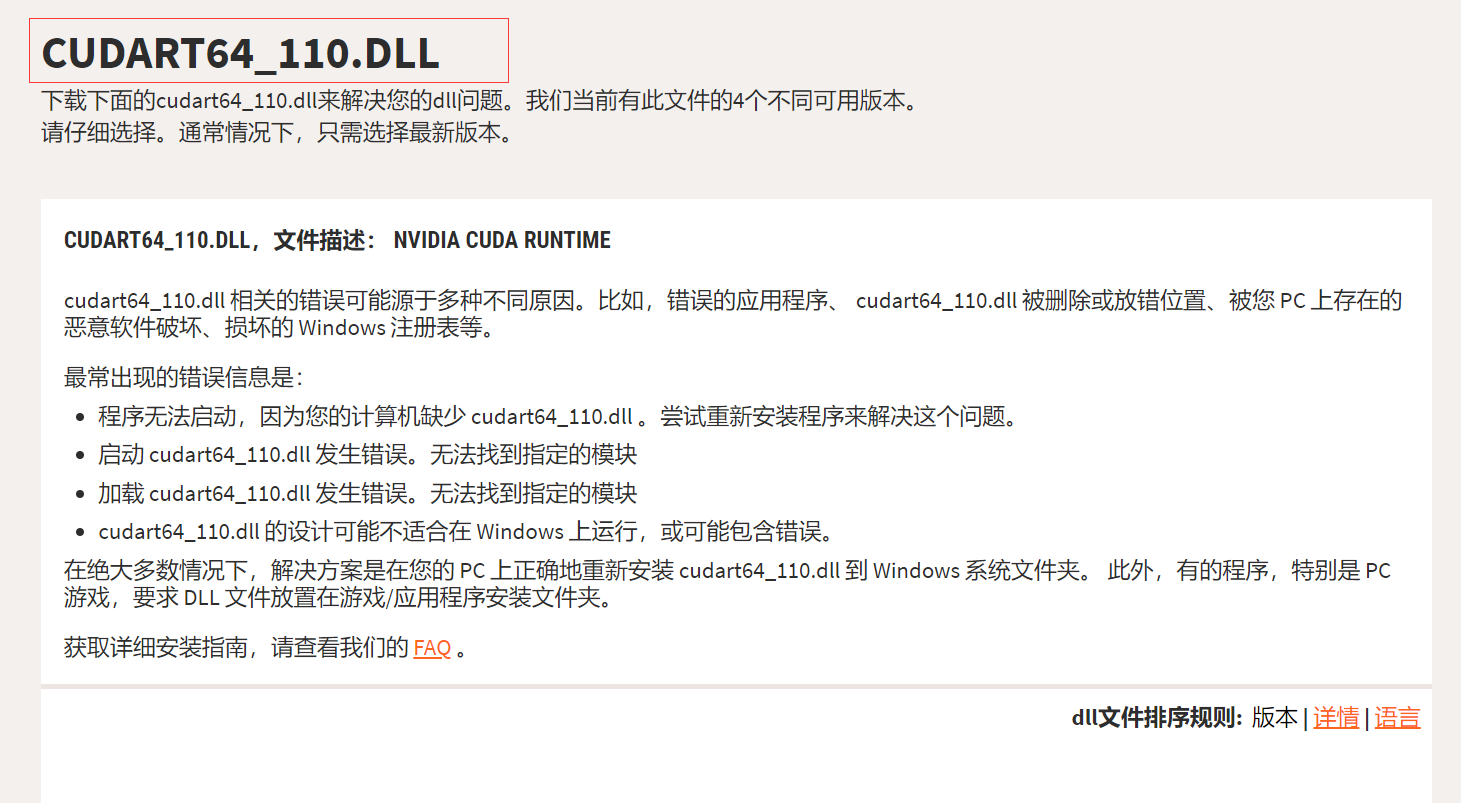 CUDART64_110.DLL
下载下面的cudart64_110.dll来解决您的dll问题。我们当前有此文件的4个不同可用版本。
请仔细选择。通常情况下，只需选择最新版本。
CUDART64_110.DLL，文件描述： NVIDIA CUDA RUNTIME
cudart64_110.dll 相关的错误可能源于多种不同原因。比如，错误的应用程序、 cudart64_110.dll 被删除或放错位置、被您 PC 上存在的
恶意软件破坏、损坏的 Windows 注册表等。
最常出现的错误信息是：
• 程序无法启动，因为您的计算机缺少 cudart64_110.dll 。尝试重新安装程序来解决这个问题。
• 启动 cudart64_110.dll 发生错误。无法找到指定的模块
• 加载 cudart64_110.dll 发生错误。无法找到指定的模块
• cudart64_110.dll 的设计可能不适合在 Windows 上运行，或可能包含错误。
在绝大多数情况下，解决方案是在您的 PC 上正确地重新安装 cudart64_110.dll 到 Windows 系统文件夹。 此外，有的程序，特别是 PC
游戏，要求 DLL 文件放置在游戏/应用程序安装文件夹。
获取详细安装指南，请查看我们的 FAQ 。
dll文件排序规则: 版本 | 详情 | 语言